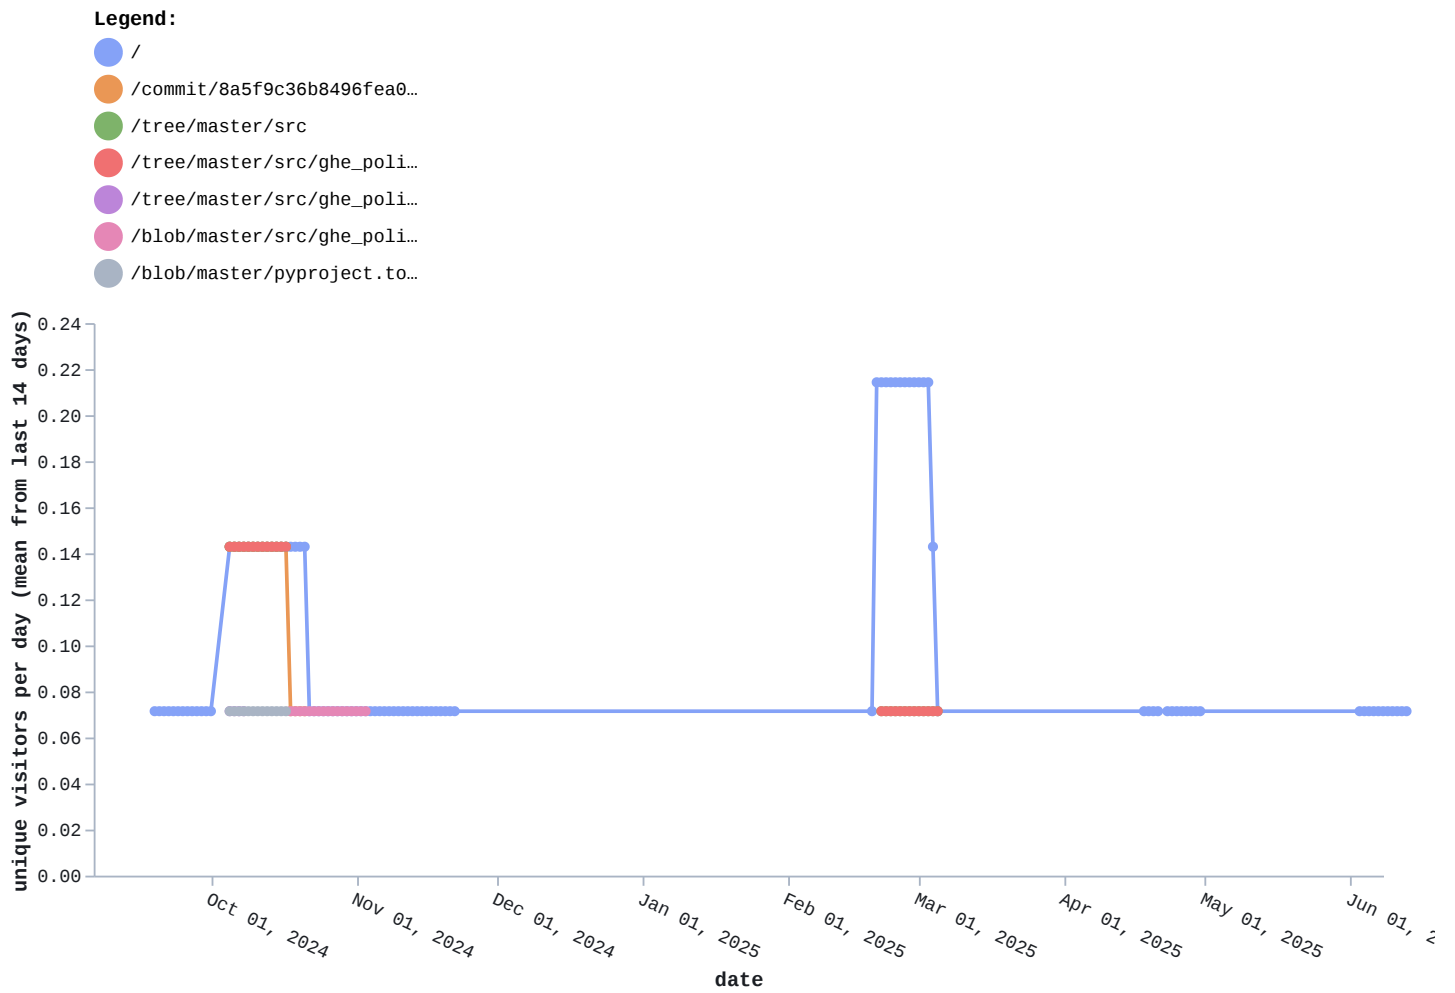 Legend:
/
/commit/8a5f9c36b8496fea0…
/tree/master/src
/tree/master/src/ghe_poli…
/tree/master/src/ghe_poli…
/blob/master/src/ghe_poli…
/blob/master/pyproject.to…
unique visitors per day (mean from last 14 days)
0.24
0.22
0.20
0.18
0.16
0.14
0.12
0.10
0.08
0.06
0.04
0.02
0.00
Oct 01, 2024
Nov 01, 2024
Dec 01, 2024
Jan 01, 2025
Feb 01, 2025
Mar 01, 2025
Apr 01, 2025
May 01, 2025
Jun 01,
date